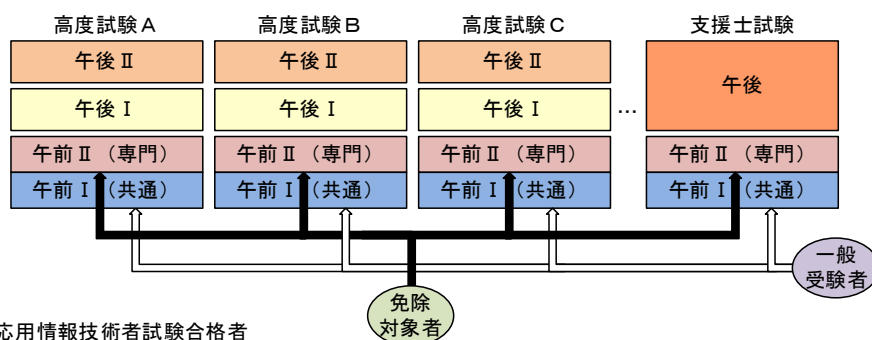 高度試験A
高度試験B
高度試験C
支援士試験
午後Ⅱ
午後Ⅱ
午後Ⅱ
午後
午後Ⅰ
午後Ⅰ
午後Ⅰ
…
午前Ⅱ（専門）
午前Ⅱ（専門）
午前Ⅱ（専門）
午前Ⅱ（専門）
午前Ⅰ（共通）
午前Ⅰ（共通）
午前Ⅰ（共通）
午前Ⅰ（共通）
一般
受験者
免除
対象者
応用情報技術者試験合格者